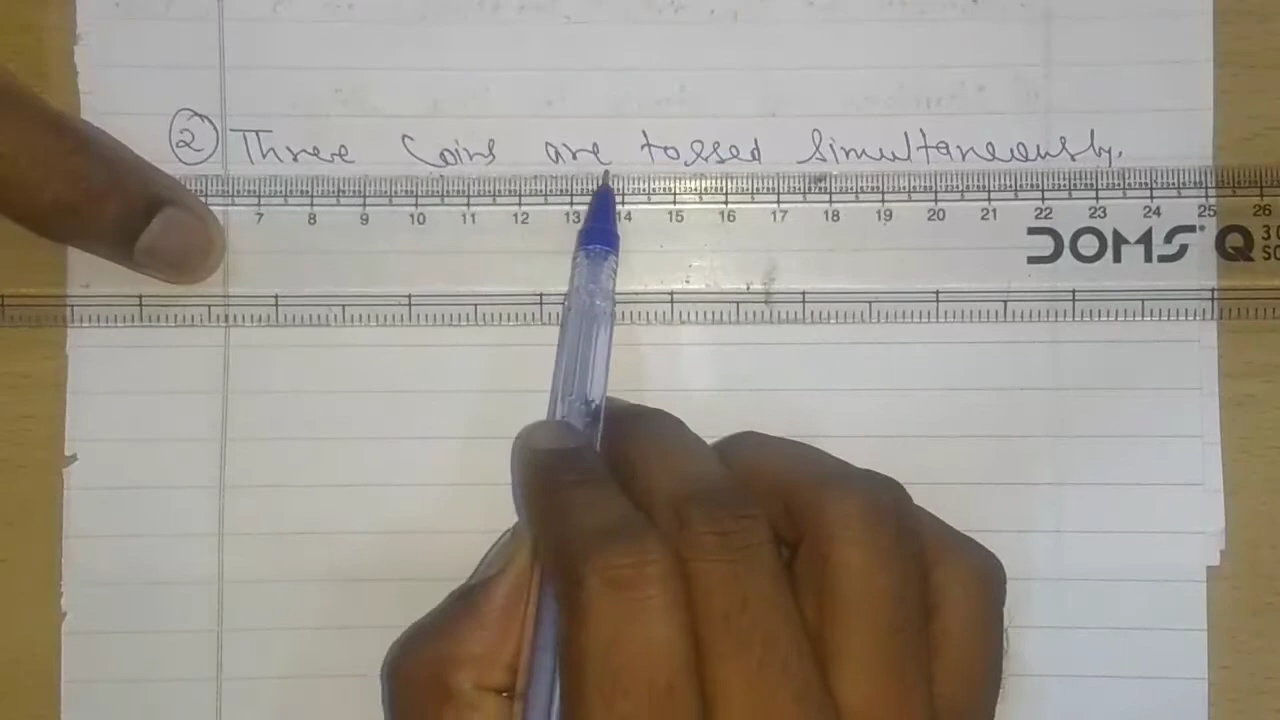 ② Three Coins are tossed Simultaneously.
7 8 9 10 11 12 13 14 15 16 17 18 19 20 21 22 23 24 25 26
DOMS Q 30